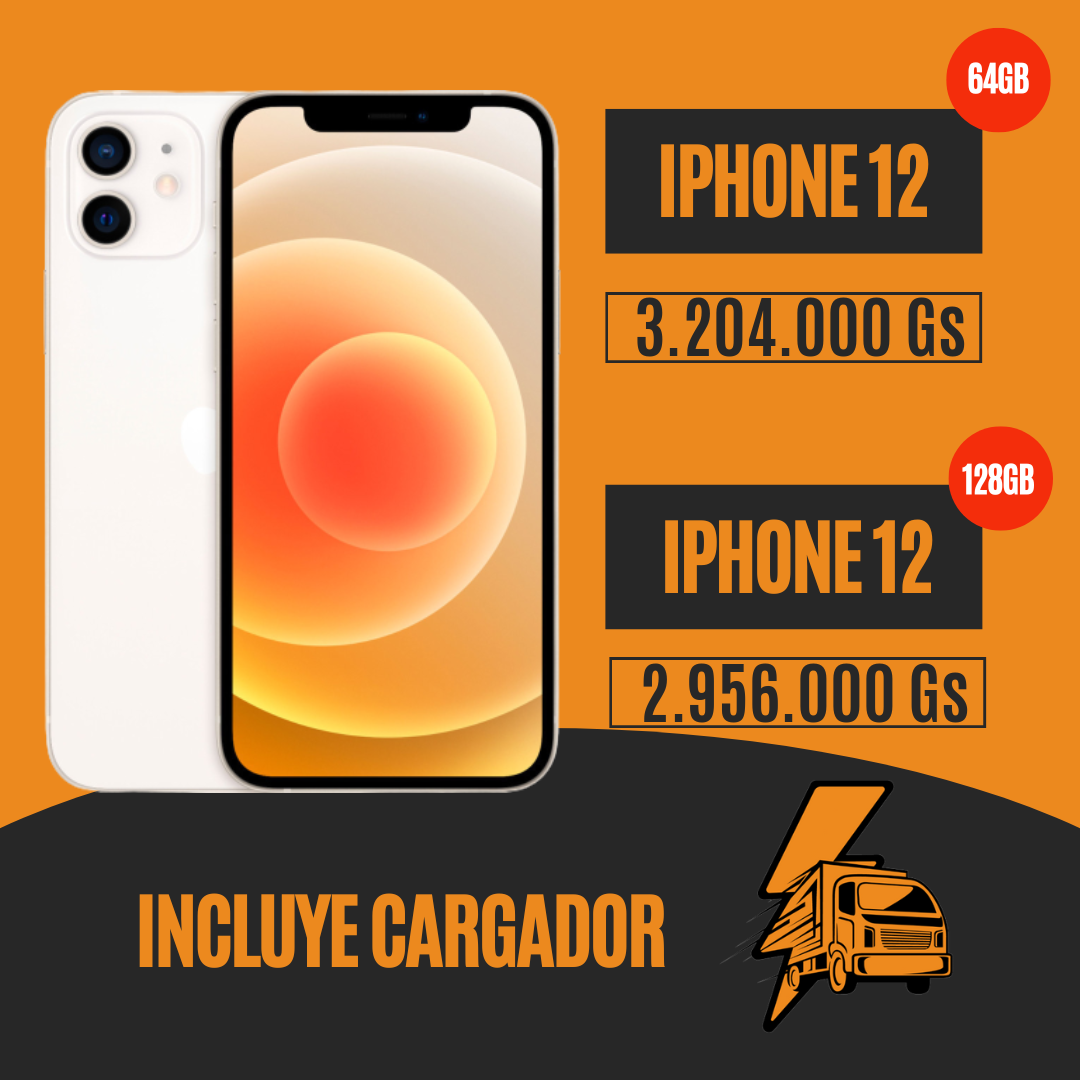 64GB
IPHONE 12
3.204.000 Gs
128GB
IPHONE 12
2.956.000 Gs
INCLUYE CARGADOR